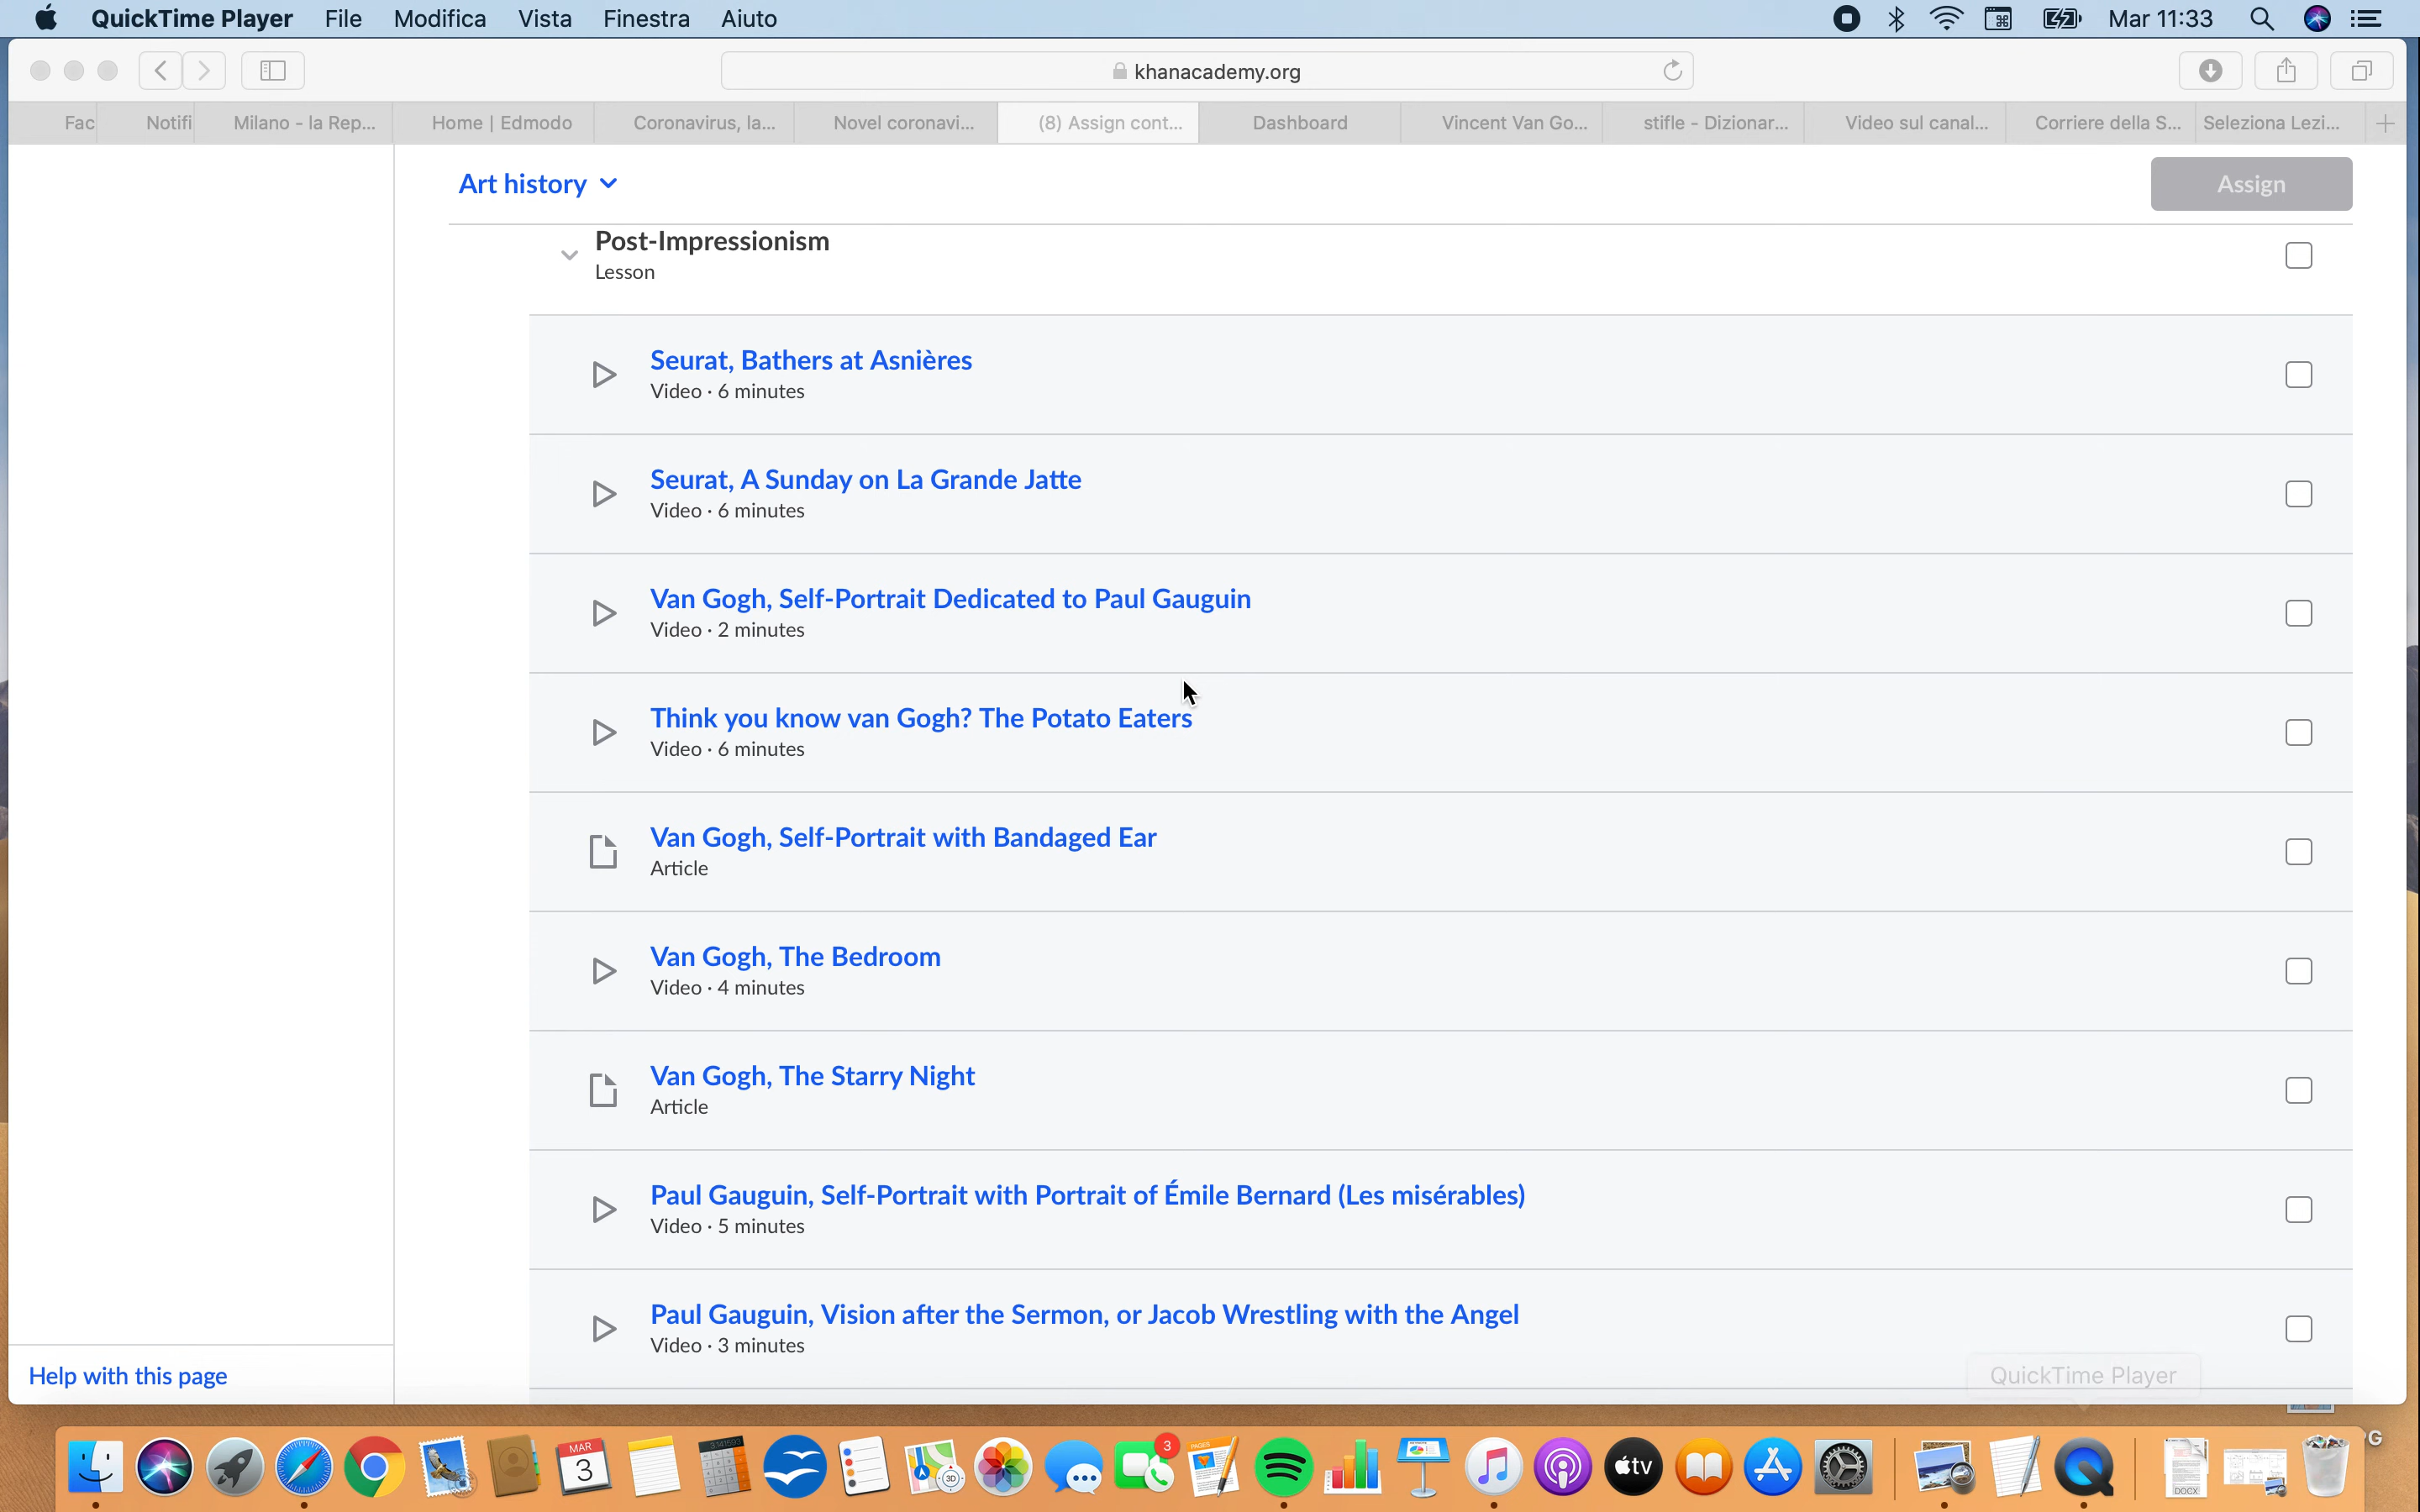 QuickTime Player File Modifica Vista Finestra Aiuto Mar 11:33
khanacademy.org
Fac Notifi Milano - la Rep... Home | Edmodo Coronavirus, la... Novel coronavi... (8) Assign cont... Dashboard Vincent Van Go... stifle - Dizionar... Video sul canal... Corriere della S... Seleziona Lezi...
Art history
Assign
Post-Impressionism
Lesson
Seurat, Bathers at Asnières
Video · 6 minutes
Seurat, A Sunday on La Grande Jatte
Video · 6 minutes
Van Gogh, Self-Portrait Dedicated to Paul Gauguin
Video · 2 minutes
Think you know van Gogh? The Potato Eaters
Video · 6 minutes
Van Gogh, Self-Portrait with Bandaged Ear
Article
Van Gogh, The Bedroom
Video · 4 minutes
Van Gogh, The Starry Night
Article
Paul Gauguin, Self-Portrait with Portrait of Émile Bernard (Les misérables)
Video · 5 minutes
Paul Gauguin, Vision after the Sermon, or Jacob Wrestling with the Angel
Video · 3 minutes
Help with this page
QuickTime Player
G
MAR
3
3D
3
PAGES
tv
DOCX